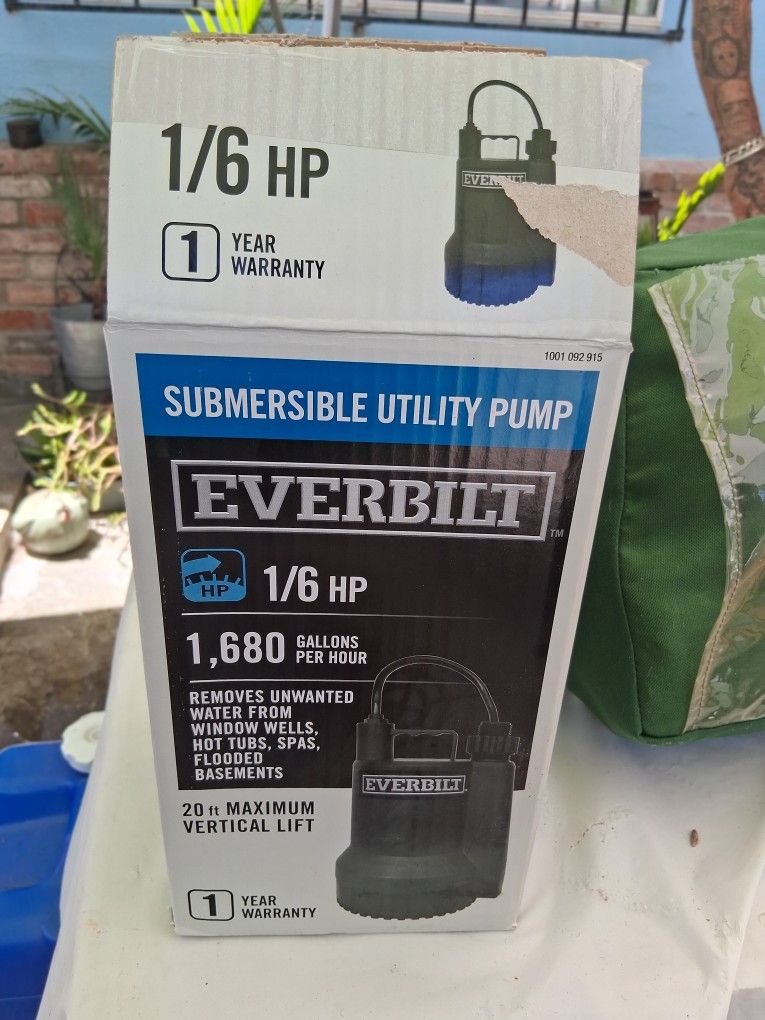 1/6 HP
1 YEAR
WARRANTY
1001 092 915
SUBMERSIBLE UTILITY PUMP
EVERBILT™
HP
1/6 HP
1,680 GALLONS
PER HOUR
REMOVES UNWANTED
WATER FROM
WINDOW WELLS,
HOT TUBS, SPAS,
FLOODED
BASEMENTS
EVERBILT
20 ft MAXIMUM
VERTICAL LIFT
1 YEAR
WARRANTY